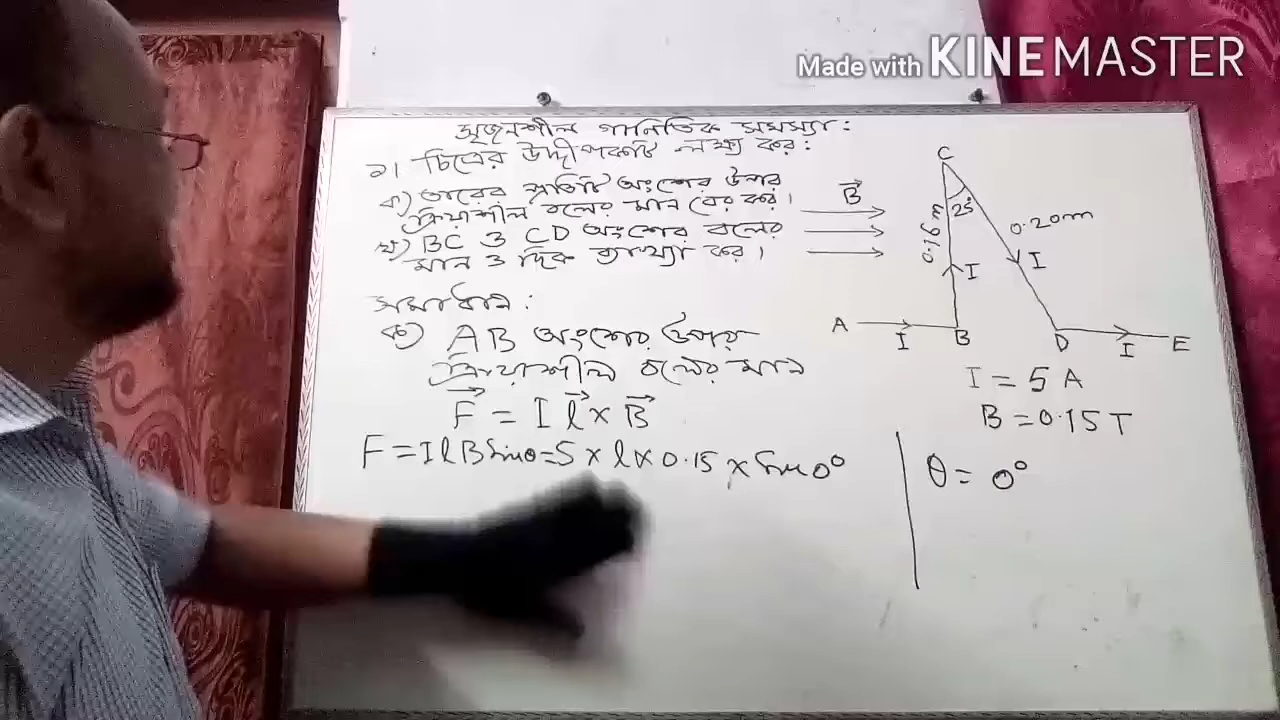 Made with KINEMASTER
সৃজনশীল গানিতিক সমস্যা:
১। চিত্রের উদ্দীপকটি লক্ষ্য কর:
ক) তারের প্রতিটি অংশের উপর
ক্রিয়াশীল বলের মান বের কর।
খ) BC ও CD অংশের বলের
মান ও দিক ব্যাখ্যা কর।
সমাধান:
ক) AB অংশের উপর
ক্রিয়াশীল বলের মান
F⃗ = I l⃗ × B⃗
F = I l B sinθ = 5 × l × 0.15 × Sin 0°
B⃗
C
25°
0.16 m
0.20m
I
I
A
I
B
D
I
E
I = 5 A
B = 0.15 T
θ = 0°